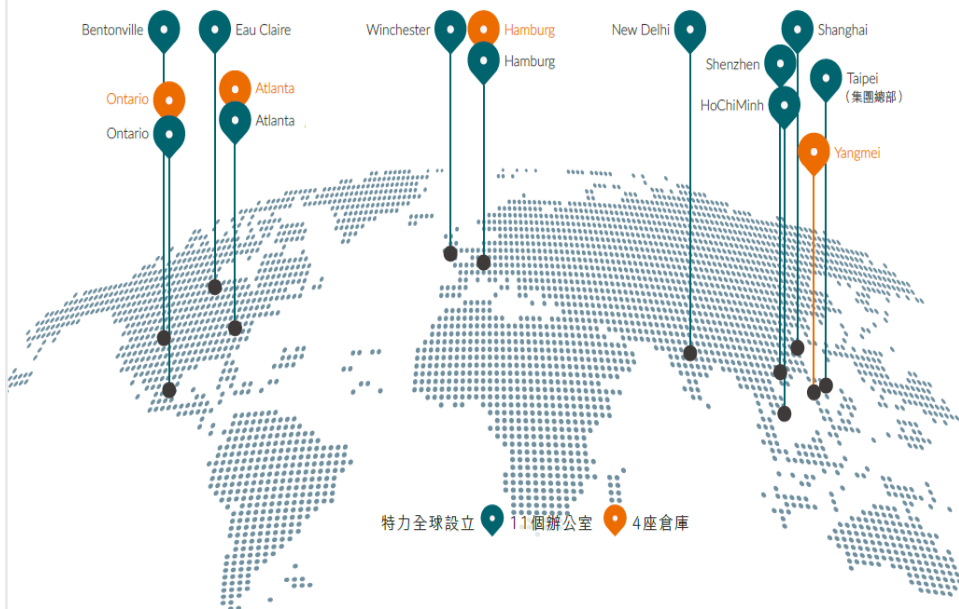 Bentonville
Eau Claire
Winchester
Hamburg
New Delhi
Shanghai
Hamburg
Shenzhen
Taipei
(集團總部)
Ontario
Atlanta
HoChiMinh
Ontario
Atlanta
Yangmei
特力全球設立 11個辦公室 4座倉庫